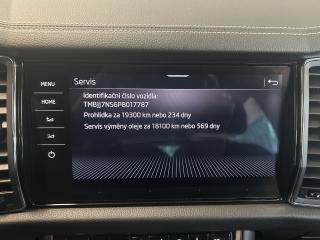 Servis
MENU
Identifikační číslo vozidla:
TMBJJ7NS6P8017787
HOME
Prohlídka za 19300 km nebo 234 dny
Servis výměny oleje za 18100 km nebo 569 dny